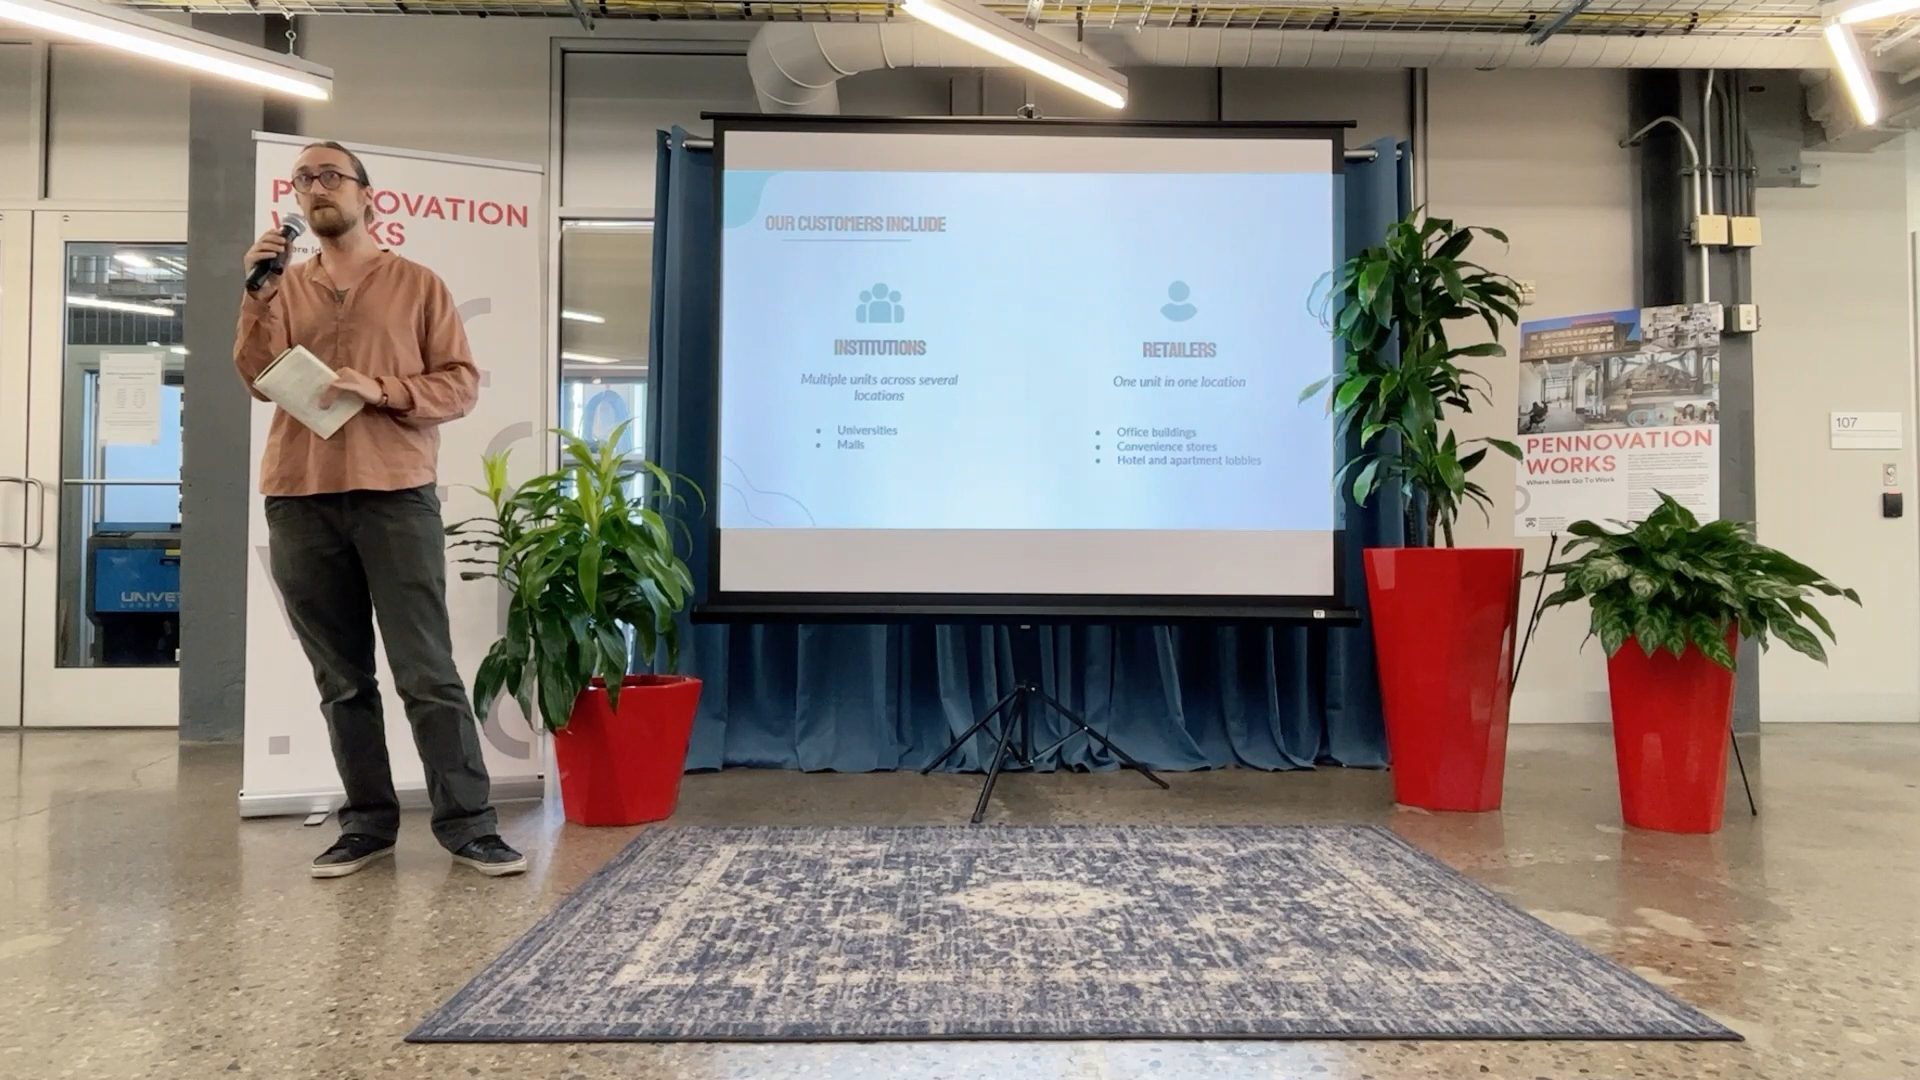 PENNOVATION
WORKS
OUR CUSTOMERS INCLUDE
INSTITUTIONS
Multiple units across several
locations
Universities
Malls
RETAILERS
One unit in one location
Office buildings
Convenience stores
Hotel and apartment lobbies
PENNOVATION
WORKS
Where Ideas Go To Work
107